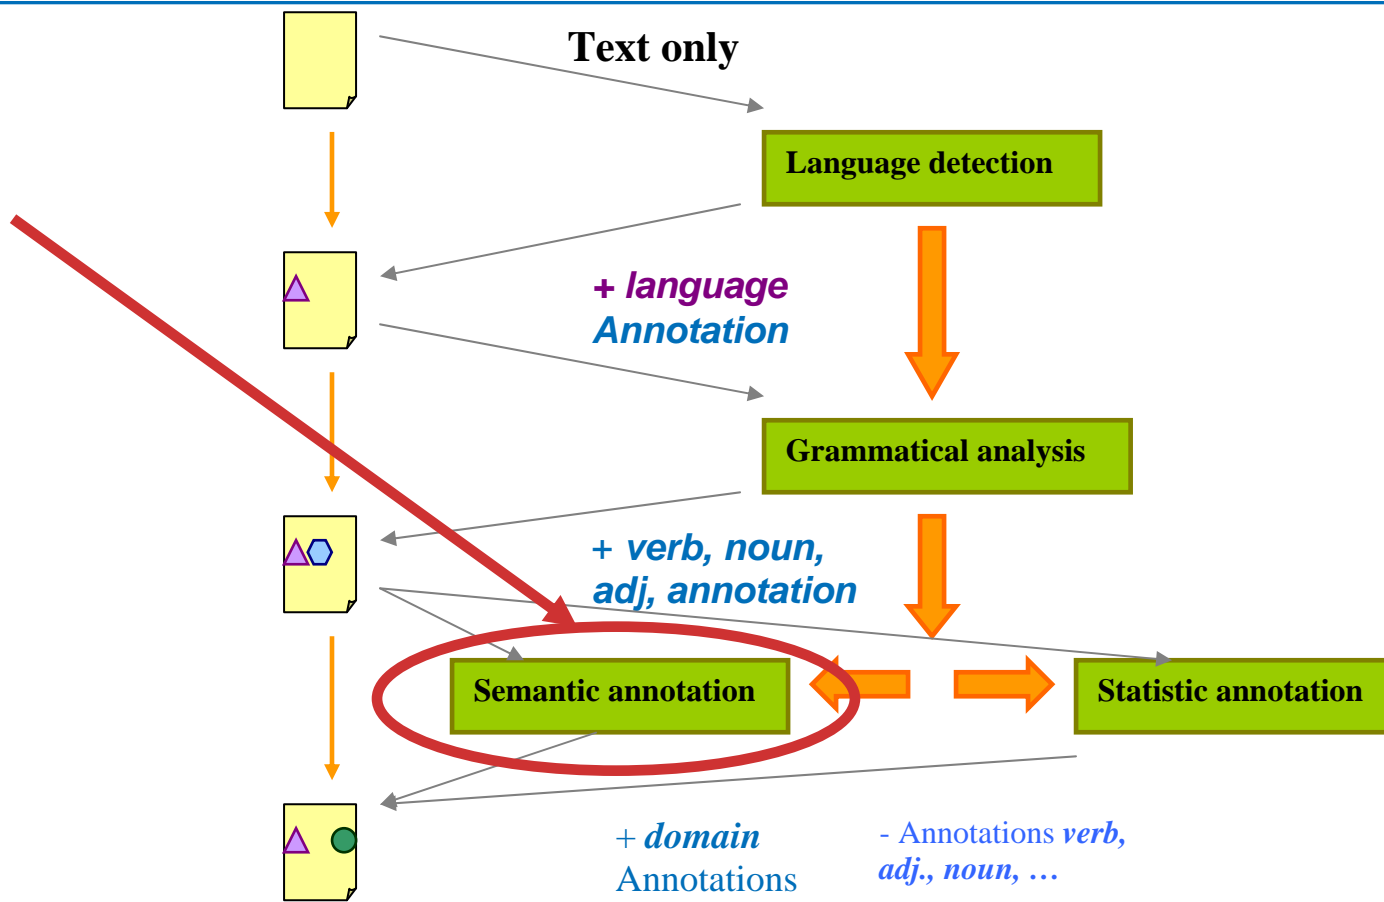 Text only
Language detection
+ language
Annotation
Grammatical analysis
+ verb, noun,
adj, annotation
Semantic annotation
Statistic annotation
+ domain
Annotations
- Annotations verb,
adj., noun, …